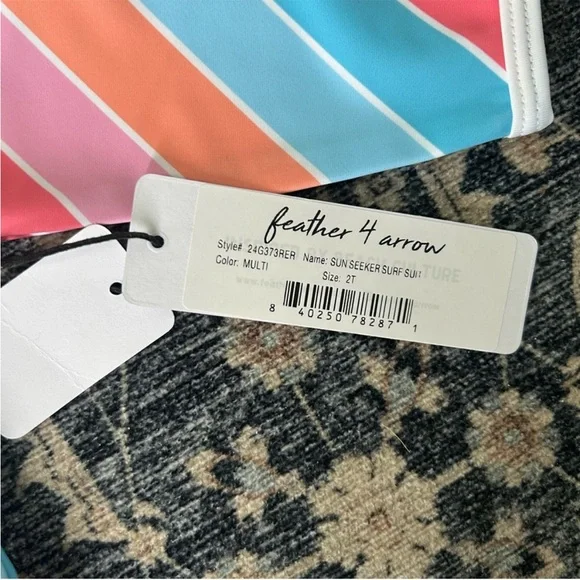 feather 4 arrow
Style# 24G373RER Name: SUN SEEKER SURF SUIT
Color: MULTI
Size: 2T
8 40250 78287 1